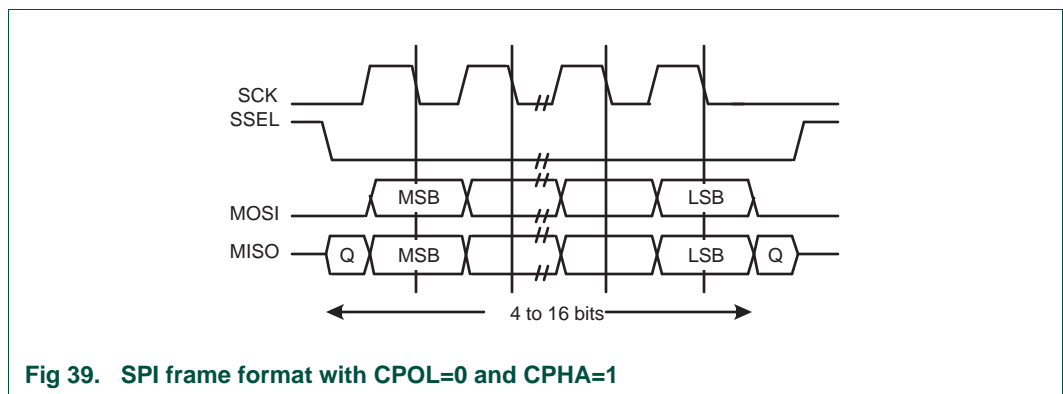 SCK
SSEL
MOSI
MSB
LSB
MISO
Q
MSB
LSB
Q
4 to 16 bits
Fig 39. SPI frame format with CPOL=0 and CPHA=1